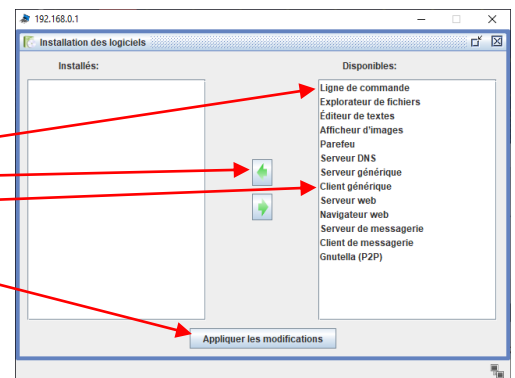 192.168.0.1
Installation des logiciels
Installés:
Disponibles:
Ligne de commande
Explorateur de fichiers
Éditeur de textes
Afficheur d'images
Parefeu
Serveur DNS
Serveur générique
Client générique
Serveur web
Navigateur web
Serveur de messagerie
Client de messagerie
Gnutella (P2P)
Appliquer les modifications